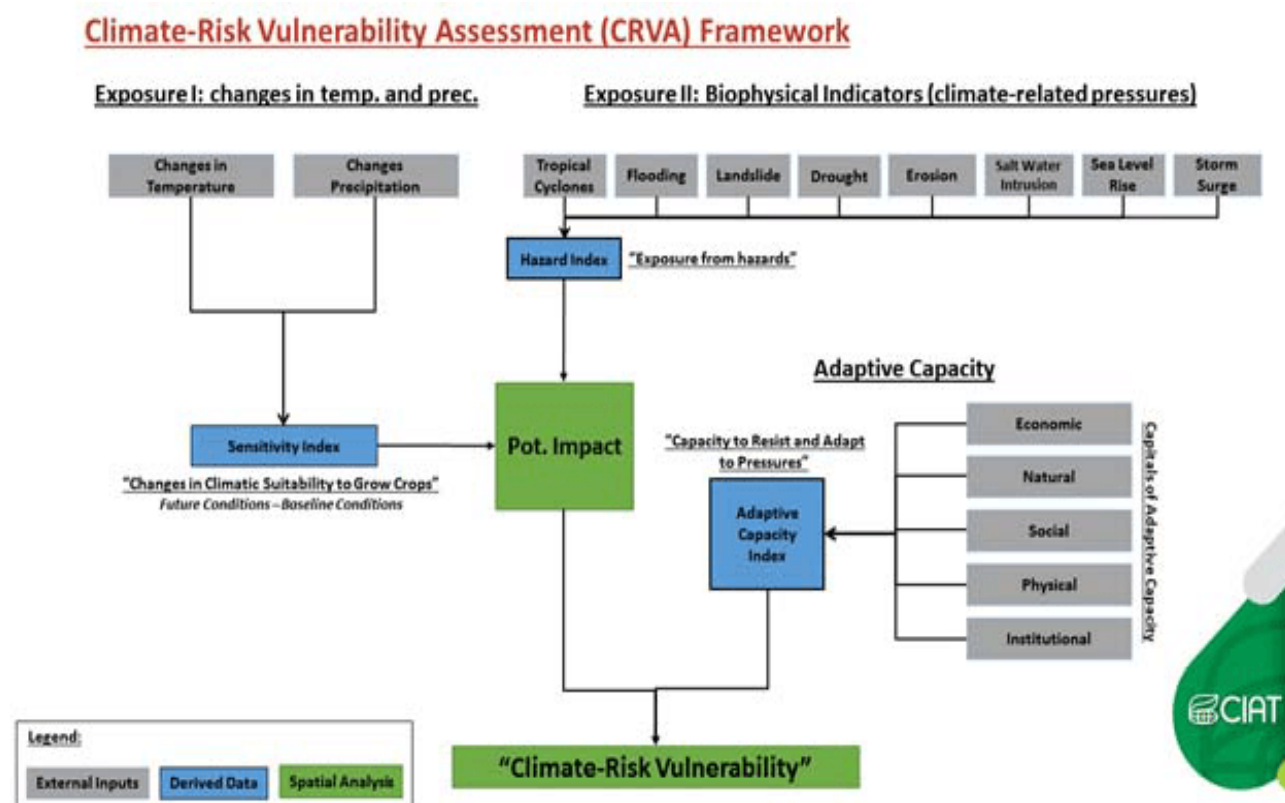 Climate-Risk Vulnerability Assessment (CRVA) Framework
Exposure I: changes in temp. and prec.
Exposure II: Biophysical Indicators (climate-related pressures)
Changes in
Temperature
Changes
Precipitation
Tropical
Cyclones
Flooding
Landslide
Drought
Erosion
Salt Water
Intrusion
Sea Level
Rise
Storm
Surge
Hazard Index
"Exposure from hazards"
Adaptive Capacity
Sensitivity Index
"Changes in Climatic Suitability to Grow Crops"
Future Conditions – Baseline Conditions
Pot. Impact
"Capacity to Resist and Adapt
to Pressures"
Adaptive
Capacity
Index
Economic
Natural
Social
Physical
Institutional
Capitals of Adaptive Capacity
CIAT
"Climate-Risk Vulnerability"
Legend:
External Inputs
Derived Data
Spatial Analysis